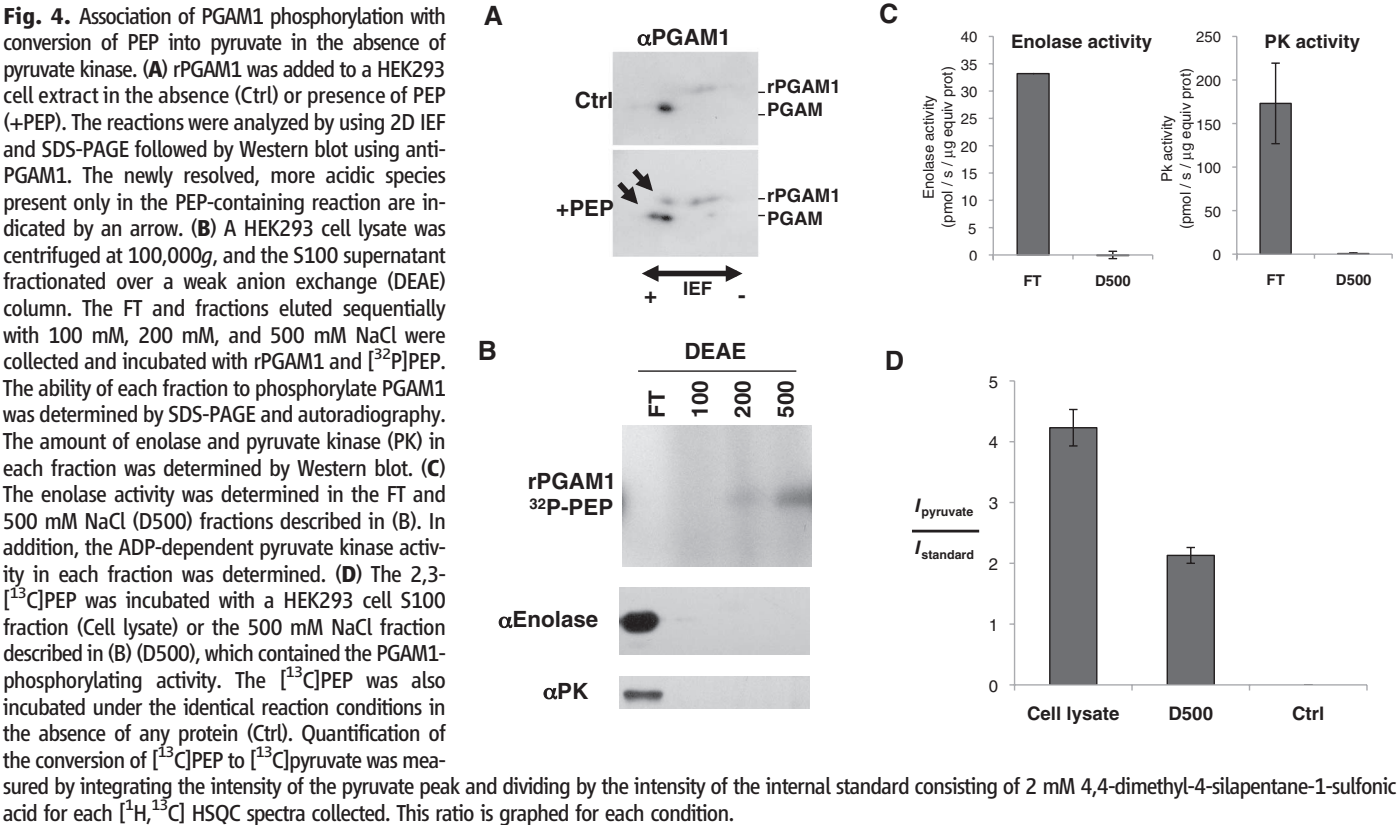 Fig. 4. Association of PGAM1 phosphorylation with
conversion of PEP into pyruvate in the absence of
pyruvate kinase. (A) rPGAM1 was added to a HEK293
cell extract in the absence (Ctrl) or presence of PEP
(+PEP). The reactions were analyzed by using 2D IEF
and SDS-PAGE followed by Western blot using anti-
PGAM1. The newly resolved, more acidic species
present only in the PEP-containing reaction are in-
dicated by an arrow. (B) A HEK293 cell lysate was
centrifuged at 100,000g, and the S100 supernatant
fractionated over a weak anion exchange (DEAE)
column. The FT and fractions eluted sequentially
with 100 mM, 200 mM, and 500 mM NaCl were
collected and incubated with rPGAM1 and [32P]PEP.
The ability of each fraction to phosphorylate PGAM1
was determined by SDS-PAGE and autoradiography.
The amount of enolase and pyruvate kinase (PK) in
each fraction was determined by Western blot. (C)
The enolase activity was determined in the FT and
500 mM NaCl (D500) fractions described in (B). In
addition, the ADP-dependent pyruvate kinase activ-
ity in each fraction was determined. (D) The 2,3-
[13C]PEP was incubated with a HEK293 cell S100
fraction (Cell lysate) or the 500 mM NaCl fraction
described in (B) (D500), which contained the PGAM1-
phosphorylating activity. The [13C]PEP was also
incubated under the identical reaction conditions in
the absence of any protein (Ctrl). Quantification of
the conversion of [13C]PEP to [13C]pyruvate was mea-
sured by integrating the intensity of the pyruvate peak and dividing by the intensity of the internal standard consisting of 2 mM 4,4-dimethyl-4-silapentane-1-sulfonic
acid for each [1H,13C] HSQC spectra collected. This ratio is graphed for each condition.
A
αPGAM1
Ctrl
rPGAM1
PGAM
+PEP
rPGAM1
PGAM
+ IEF -
B
DEAE
FT 100 200 500
rPGAM1
32P-PEP
αEnolase
αPK
C
Enolase activity
Enolase activity
(pmol / s / µg equiv prot)
40
35
30
25
20
15
10
5
0
FT D500
PK activity
Pk activity
(pmol / s / µg equiv prot)
250
200
150
100
50
0
FT D500
D
I pyruvate
I standard
5
4
3
2
1
0
Cell lysate D500 Ctrl